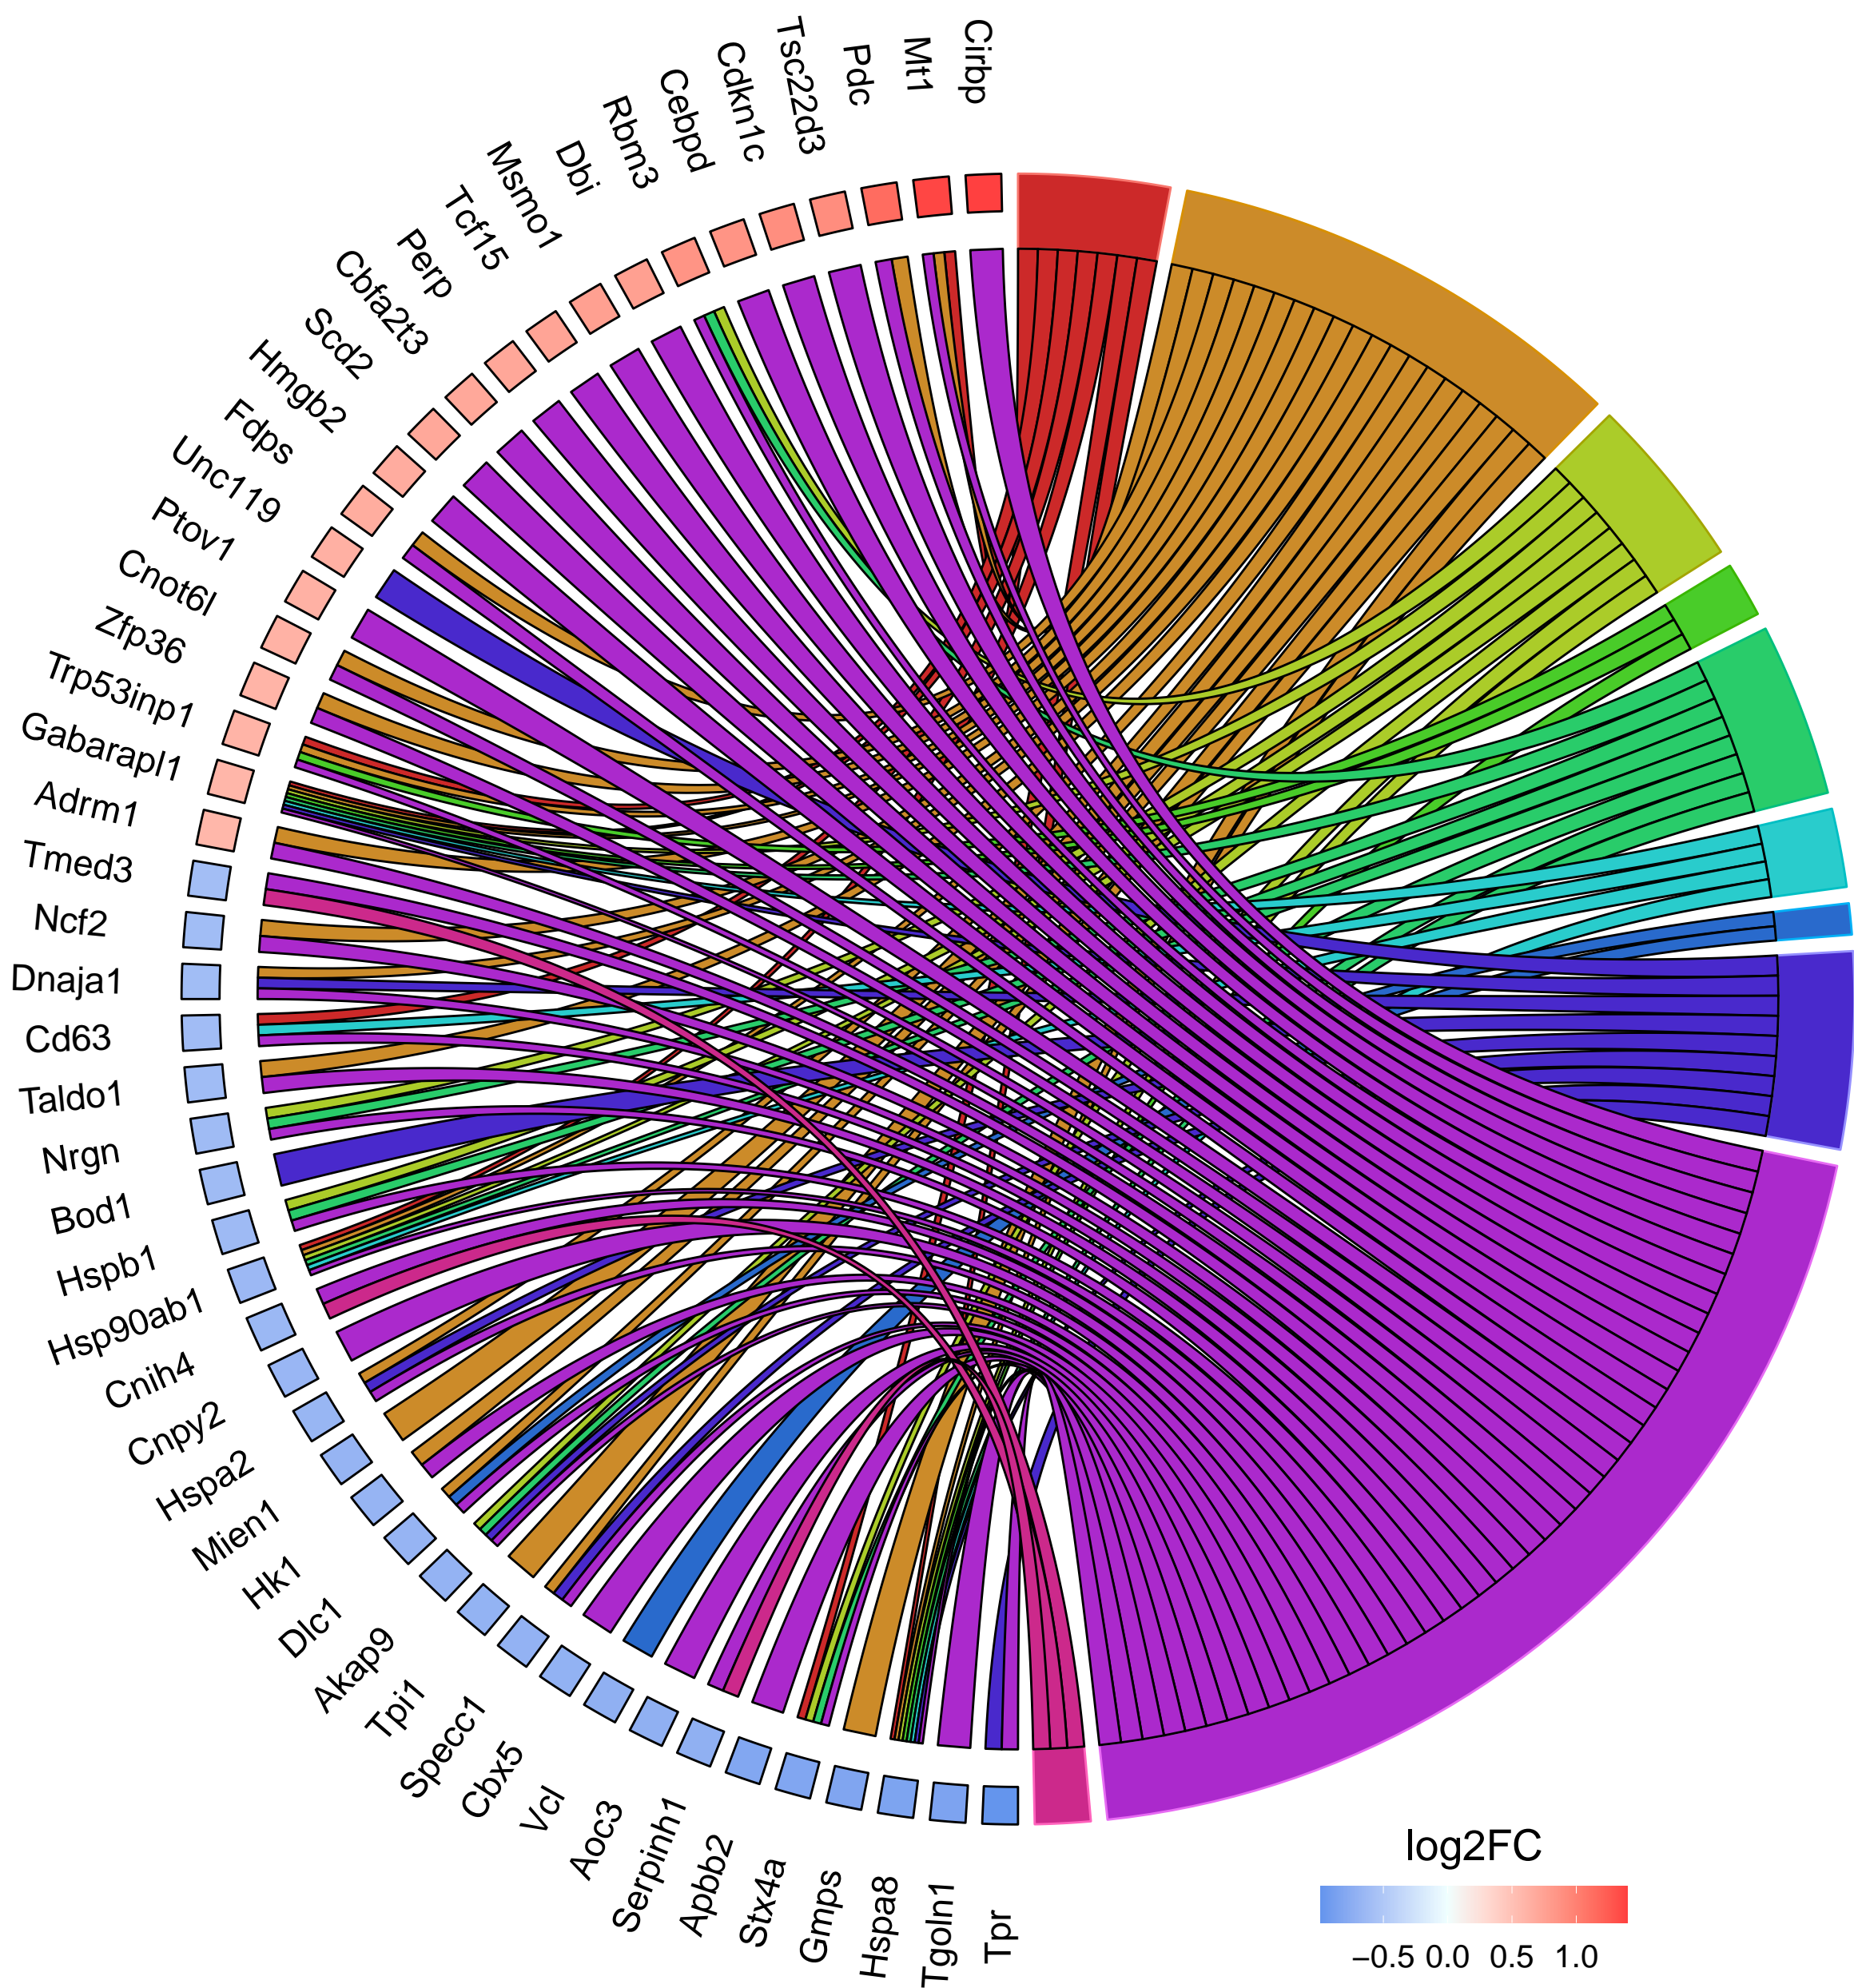 Cirbp
Mt1
Pdc
Tsc22d3
Cdkn1c
Cebpd
Rbm3
Dbi
Msmo1
Tcf15
Perp
Cbfa2t3
Scd2
Hmgb2
Fdps
Unc119
Ptov1
Cnot6l
Zfp36
Trp53inp1
Gabarapl1
Adrm1
Tmed3
Ncf2
Dnaja1
Cd63
Taldo1
Nrgn
Bod1
Hspb1
Hsp90ab1
Cnih4
Cnpy2
Hspa2
Mien1
Hk1
Dlc1
Akap9
Tpi1
Specc1
Cbx5
Vcl
Aoc3
Serpinh1
Apbb2
Stx4a
Gmps
Hspa8
Tgoln1
Tpr
log2FC
−0.5 0.0 0.5 1.0